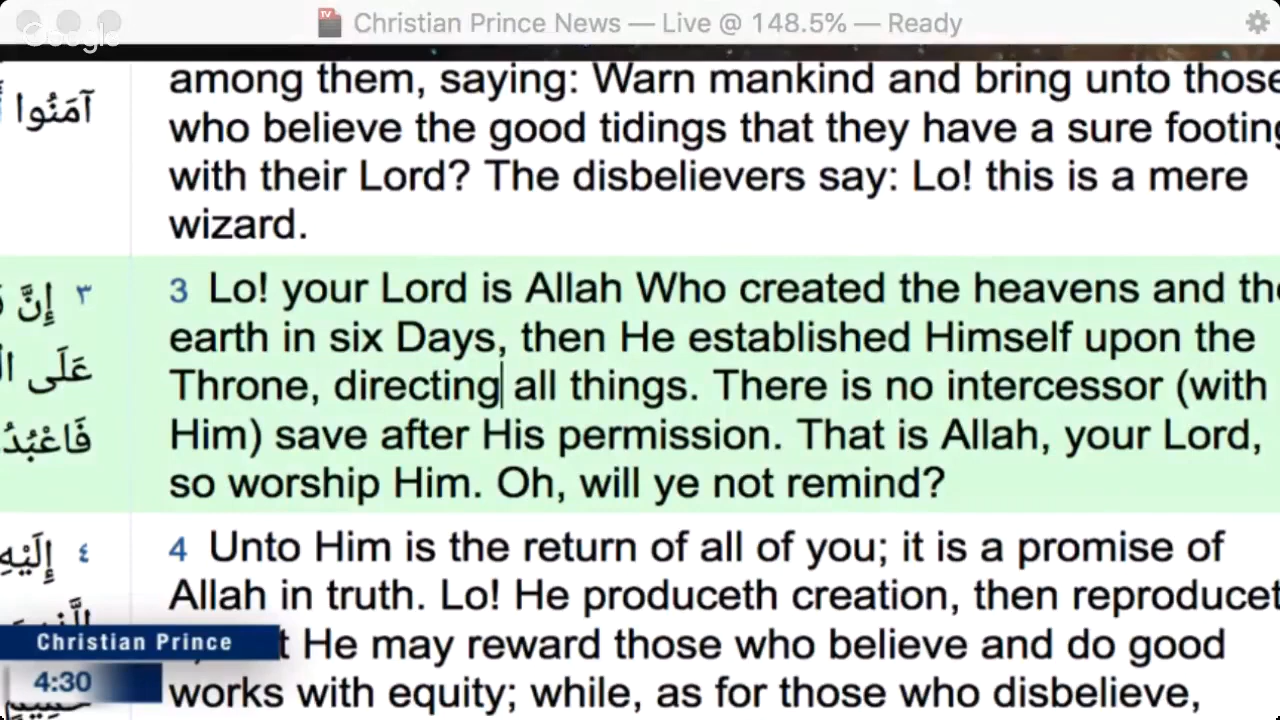 Christian Prince News — Live @ 148.5% — Ready
Google
among them, saying: Warn mankind and bring unto those
آمَنُوا
who believe the good tidings that they have a sure footing
with their Lord? The disbelievers say: Lo! this is a mere
wizard.
3 Lo! your Lord is Allah Who created the heavens and the
٣ إِنَّ
earth in six Days, then He established Himself upon the
عَلَى
Throne, directing all things. There is no intercessor (with
Him) save after His permission. That is Allah, your Lord,
so worship Him. Oh, will ye not remind?
4 Unto Him is the return of all of you; it is a promise of
٤ إِلَيْهِ
Allah in truth. Lo! He produceth creation, then reproducet
He may reward those who believe and do good
works with equity; while, as for those who disbelieve,
Christian Prince
4:30